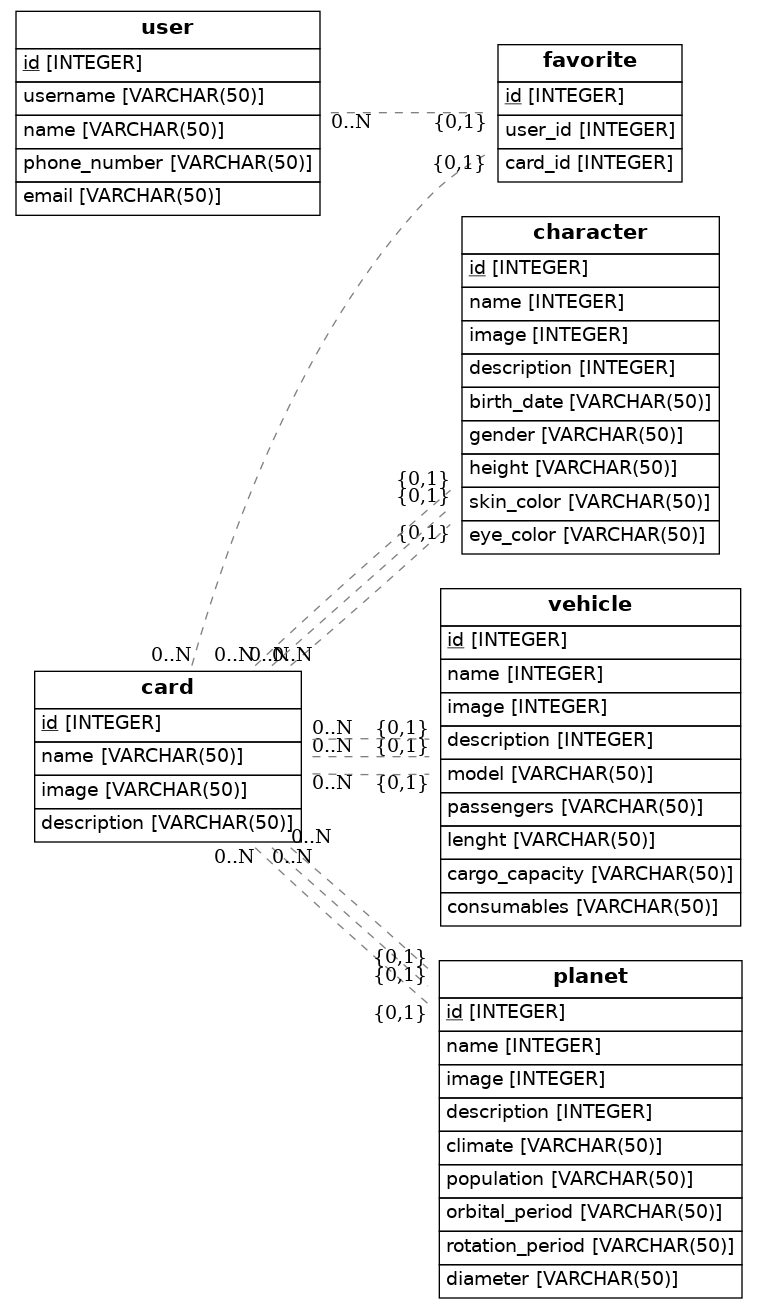 user
id [INTEGER]
username [VARCHAR(50)]
name [VARCHAR(50)]
phone_number [VARCHAR(50)]
email [VARCHAR(50)]
favorite
id [INTEGER]
user_id [INTEGER]
card_id [INTEGER]
0..N {0,1}
{0,1}
character
id [INTEGER]
name [INTEGER]
image [INTEGER]
description [INTEGER]
birth_date [VARCHAR(50)]
gender [VARCHAR(50)]
height [VARCHAR(50)]
skin_color [VARCHAR(50)]
eye_color [VARCHAR(50)]
{0,1}
{0,1}
{0,1}
0..N 0..N 0..N 0..N
card
id [INTEGER]
name [VARCHAR(50)]
image [VARCHAR(50)]
description [VARCHAR(50)]
vehicle
id [INTEGER]
name [INTEGER]
image [INTEGER]
description [INTEGER]
model [VARCHAR(50)]
passengers [VARCHAR(50)]
lenght [VARCHAR(50)]
cargo_capacity [VARCHAR(50)]
consumables [VARCHAR(50)]
0..N {0,1}
0..N {0,1}
0..N {0,1}
0..N
0..N 0..N
{0,1}
{0,1}
{0,1}
planet
id [INTEGER]
name [INTEGER]
image [INTEGER]
description [INTEGER]
climate [VARCHAR(50)]
population [VARCHAR(50)]
orbital_period [VARCHAR(50)]
rotation_period [VARCHAR(50)]
diameter [VARCHAR(50)]